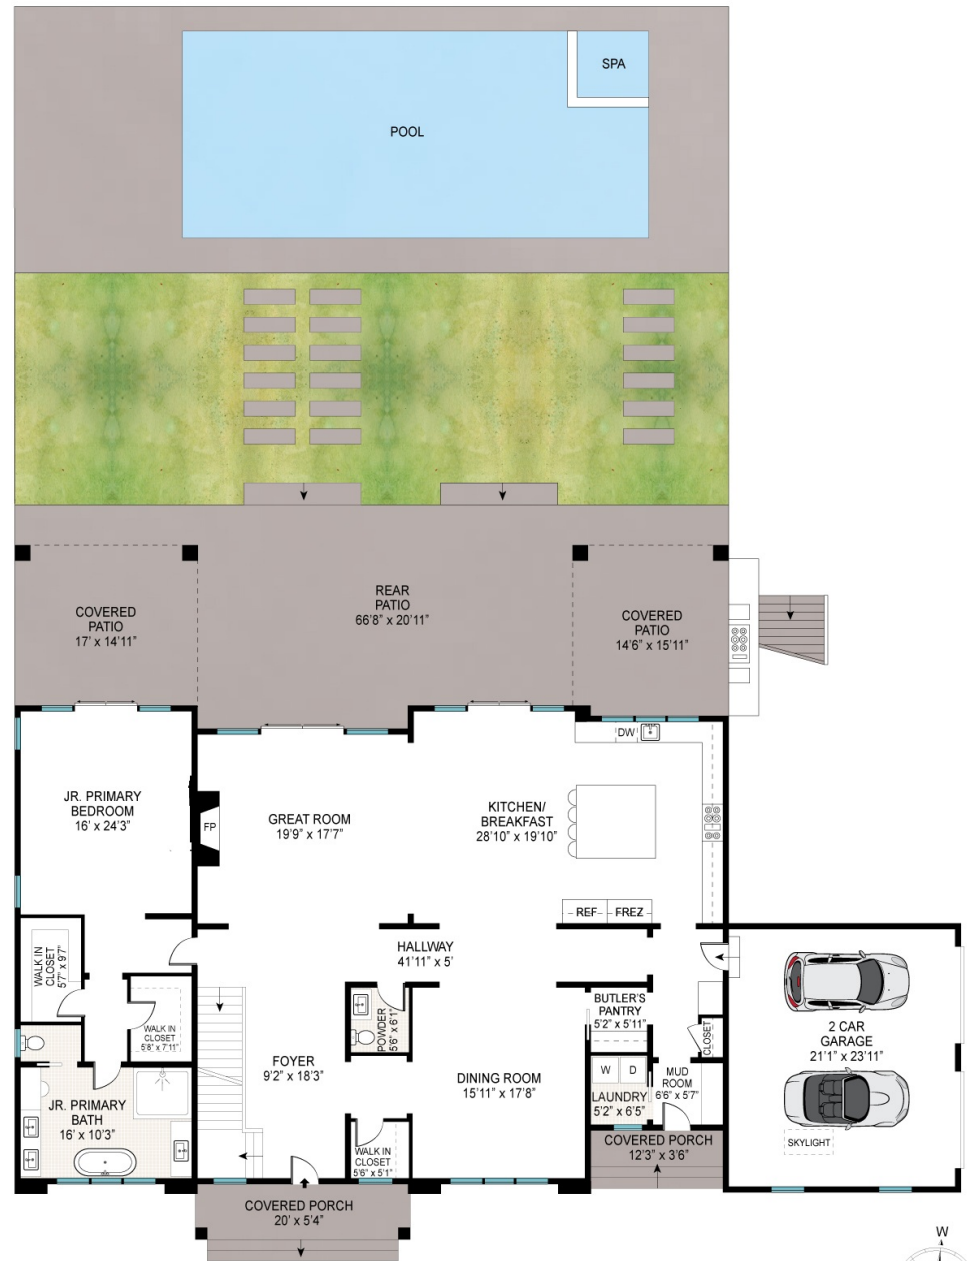 SPA
POOL
REAR
PATIO
66'8" x 20'11"
COVERED
PATIO
17' x 14'11"
COVERED
PATIO
14'6" x 15'11"
DW
JR. PRIMARY
BEDROOM
16' x 24'3"
FP
GREAT ROOM
19'9" x 17'7"
KITCHEN/
BREAKFAST
28'10" x 19'10"
REF
FREZ
HALLWAY
41'11" x 5'
WALK IN
CLOSET
5'7" x 9'7"
WALK IN
CLOSET
5'8" x 7'11"
POWDER
5'6" x 6'1"
BUTLER'S
PANTRY
5'2" x 5'11"
CLOSET
2 CAR
GARAGE
21'1" x 23'11"
FOYER
9'2" x 18'3"
DINING ROOM
15'11" x 17'8"
W
D
LAUNDRY
5'2" x 6'5"
MUD
ROOM
6'6" x 5'7"
JR. PRIMARY
BATH
16' x 10'3"
WALK IN
CLOSET
5'6" x 5'1"
COVERED PORCH
12'3" x 3'6"
SKYLIGHT
COVERED PORCH
20' x 5'4"
W